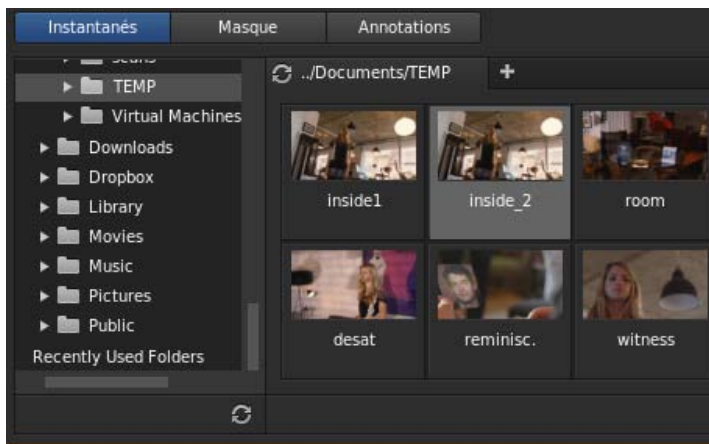 Instantanés
Masque
Annotations
scans
TEMP
Virtual Machines
Downloads
Dropbox
Library
Movies
Music
Pictures
Public
Recently Used Folders
../Documents/TEMP +
inside1
inside_2
room
desat
reminisc.
witness